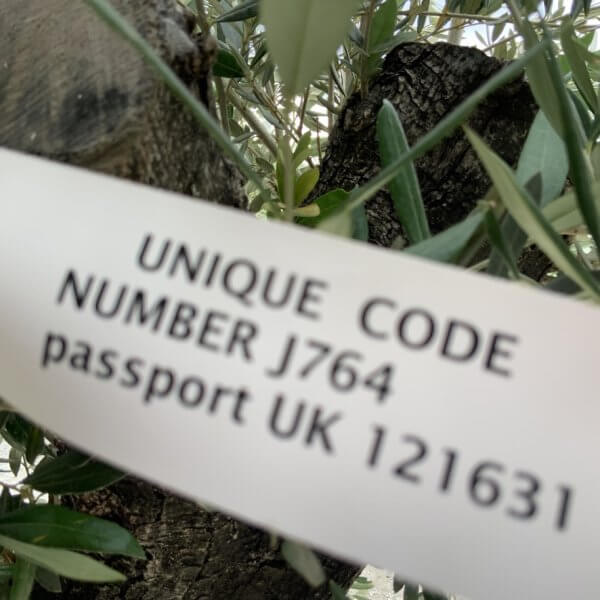 UNIQUE CODE
NUMBER J764
passport UK 121631